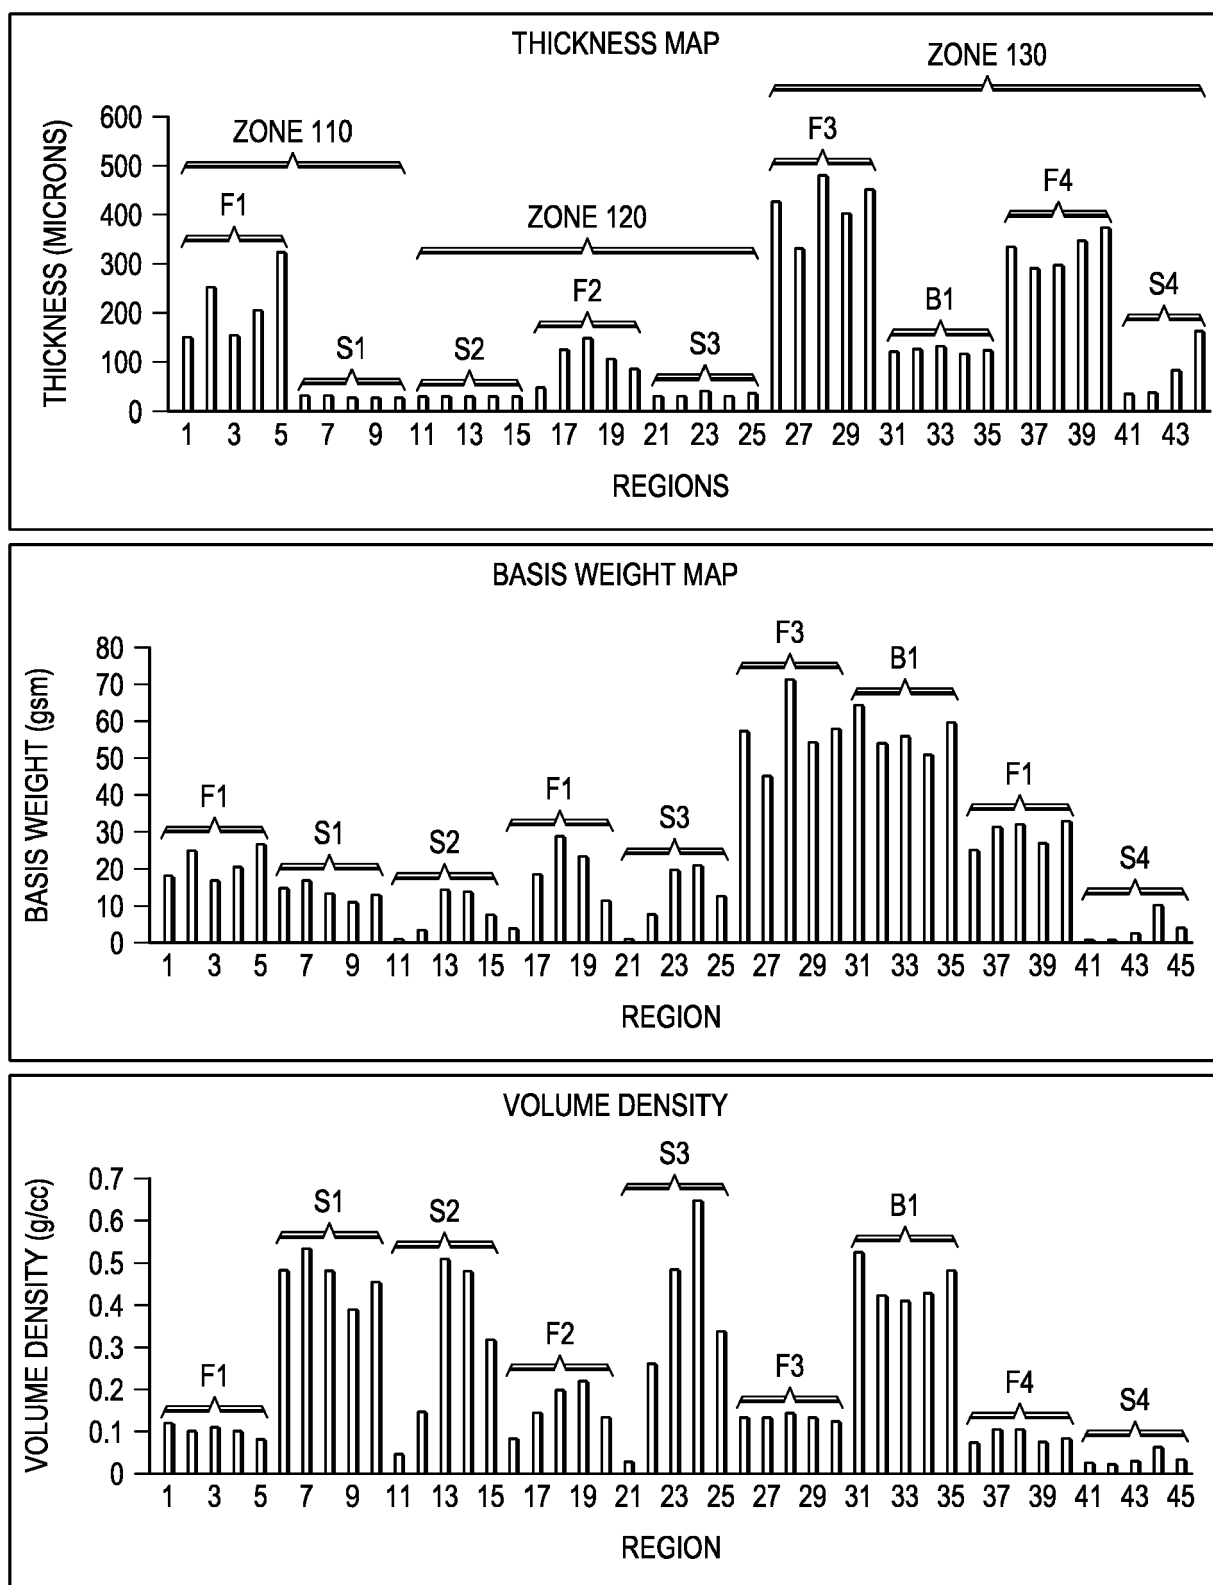 THICKNESS MAP
ZONE 130
ZONE 110
F3
F1
F4
ZONE 120
F2
B1
S4
S1
S2
S3
THICKNESS (MICRONS)
600
500
400
300
200
100
0
1 3 5 7 9 11 13 15 17 19 21 23 25 27 29 31 33 35 37 39 41 43
REGIONS
BASIS WEIGHT MAP
F3
B1
F1
S1
S2
F1
S3
F1
S4
BASIS WEIGHT (gsm)
80
70
60
50
40
30
20
10
0
1 3 5 7 9 11 13 15 17 19 21 23 25 27 29 31 33 35 37 39 41 43 45
REGION
VOLUME DENSITY
S3
S1
S2
B1
F2
F1
F3
F4
S4
VOLUME DENSITY (g/cc)
0.7
0.6
0.5
0.4
0.3
0.2
0.1
0
1 3 5 7 9 11 13 15 17 19 21 23 25 27 29 31 33 35 37 39 41 43 45
REGION